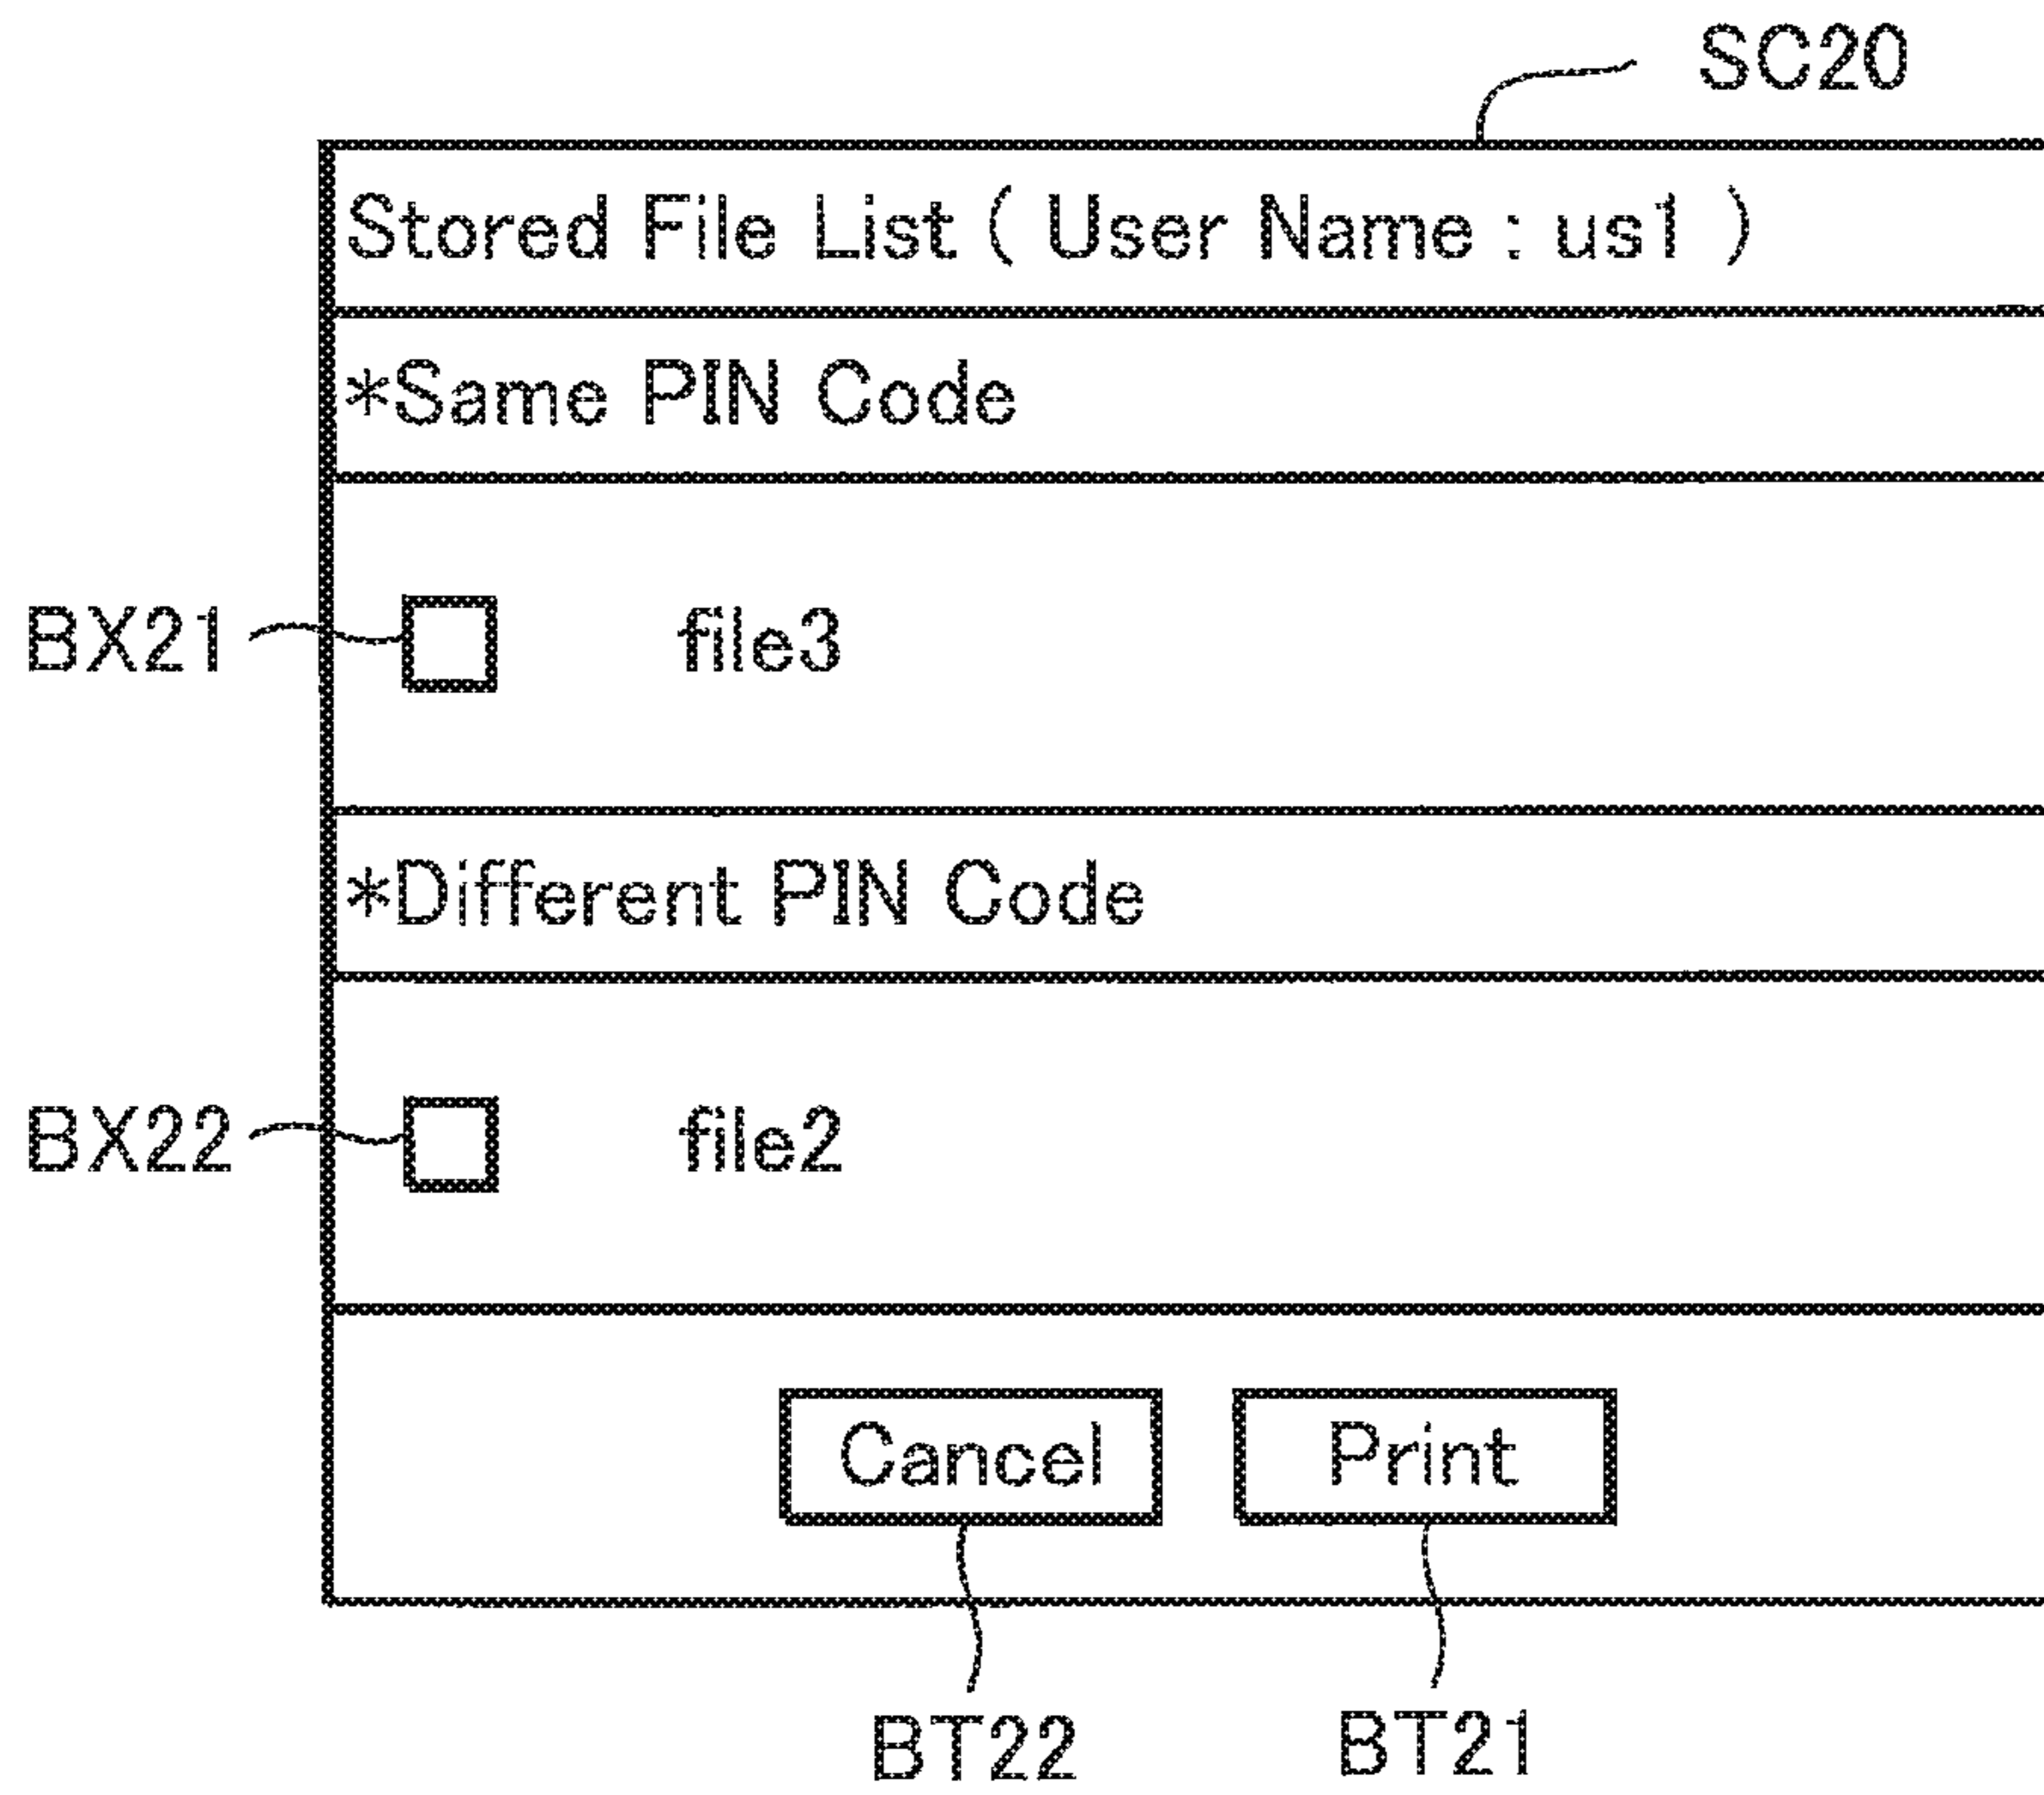 SC20
Stored File List ( User Name : us1 )
*Same PIN Code
BX21 file3
*Different PIN Code
BX22 file2
Cancel Print
BT22 BT21